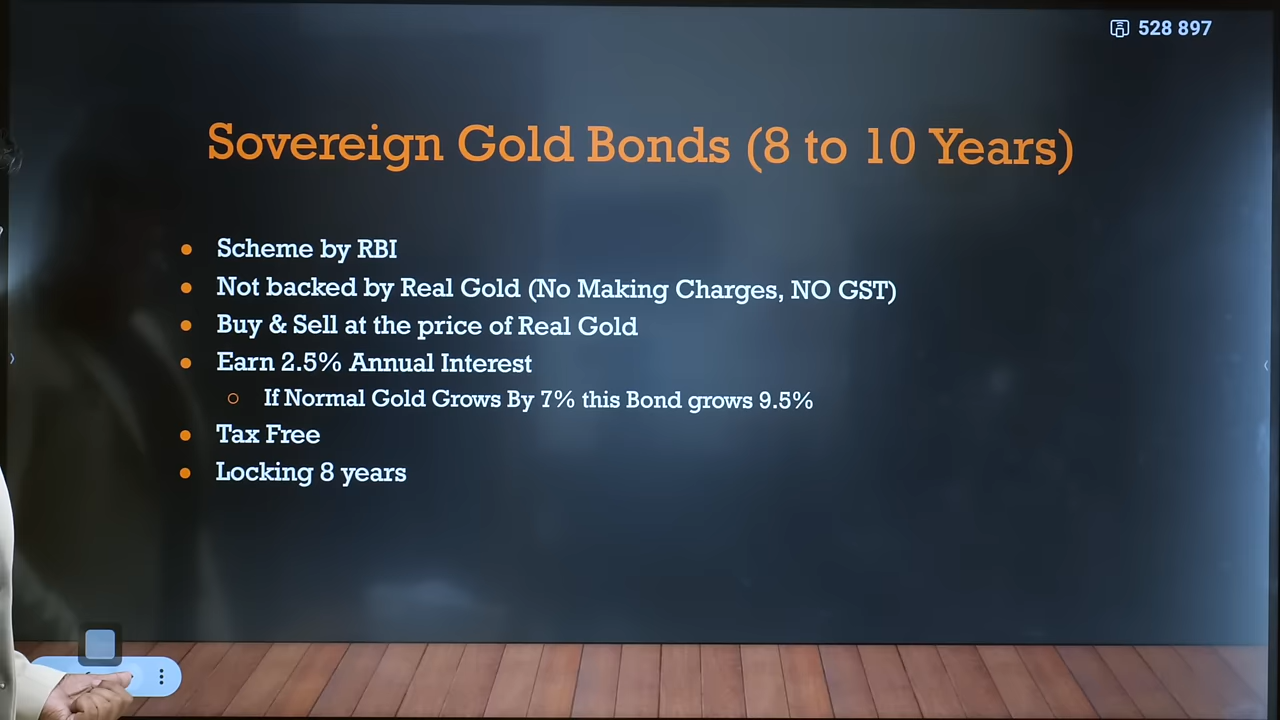 528 897
Sovereign Gold Bonds (8 to 10 Years)
Scheme by RBI
Not backed by Real Gold (No Making Charges, NO GST)
Buy & Sell at the price of Real Gold
Earn 2.5% Annual Interest
If Normal Gold Grows By 7% this Bond grows 9.5%
Tax Free
Locking 8 years